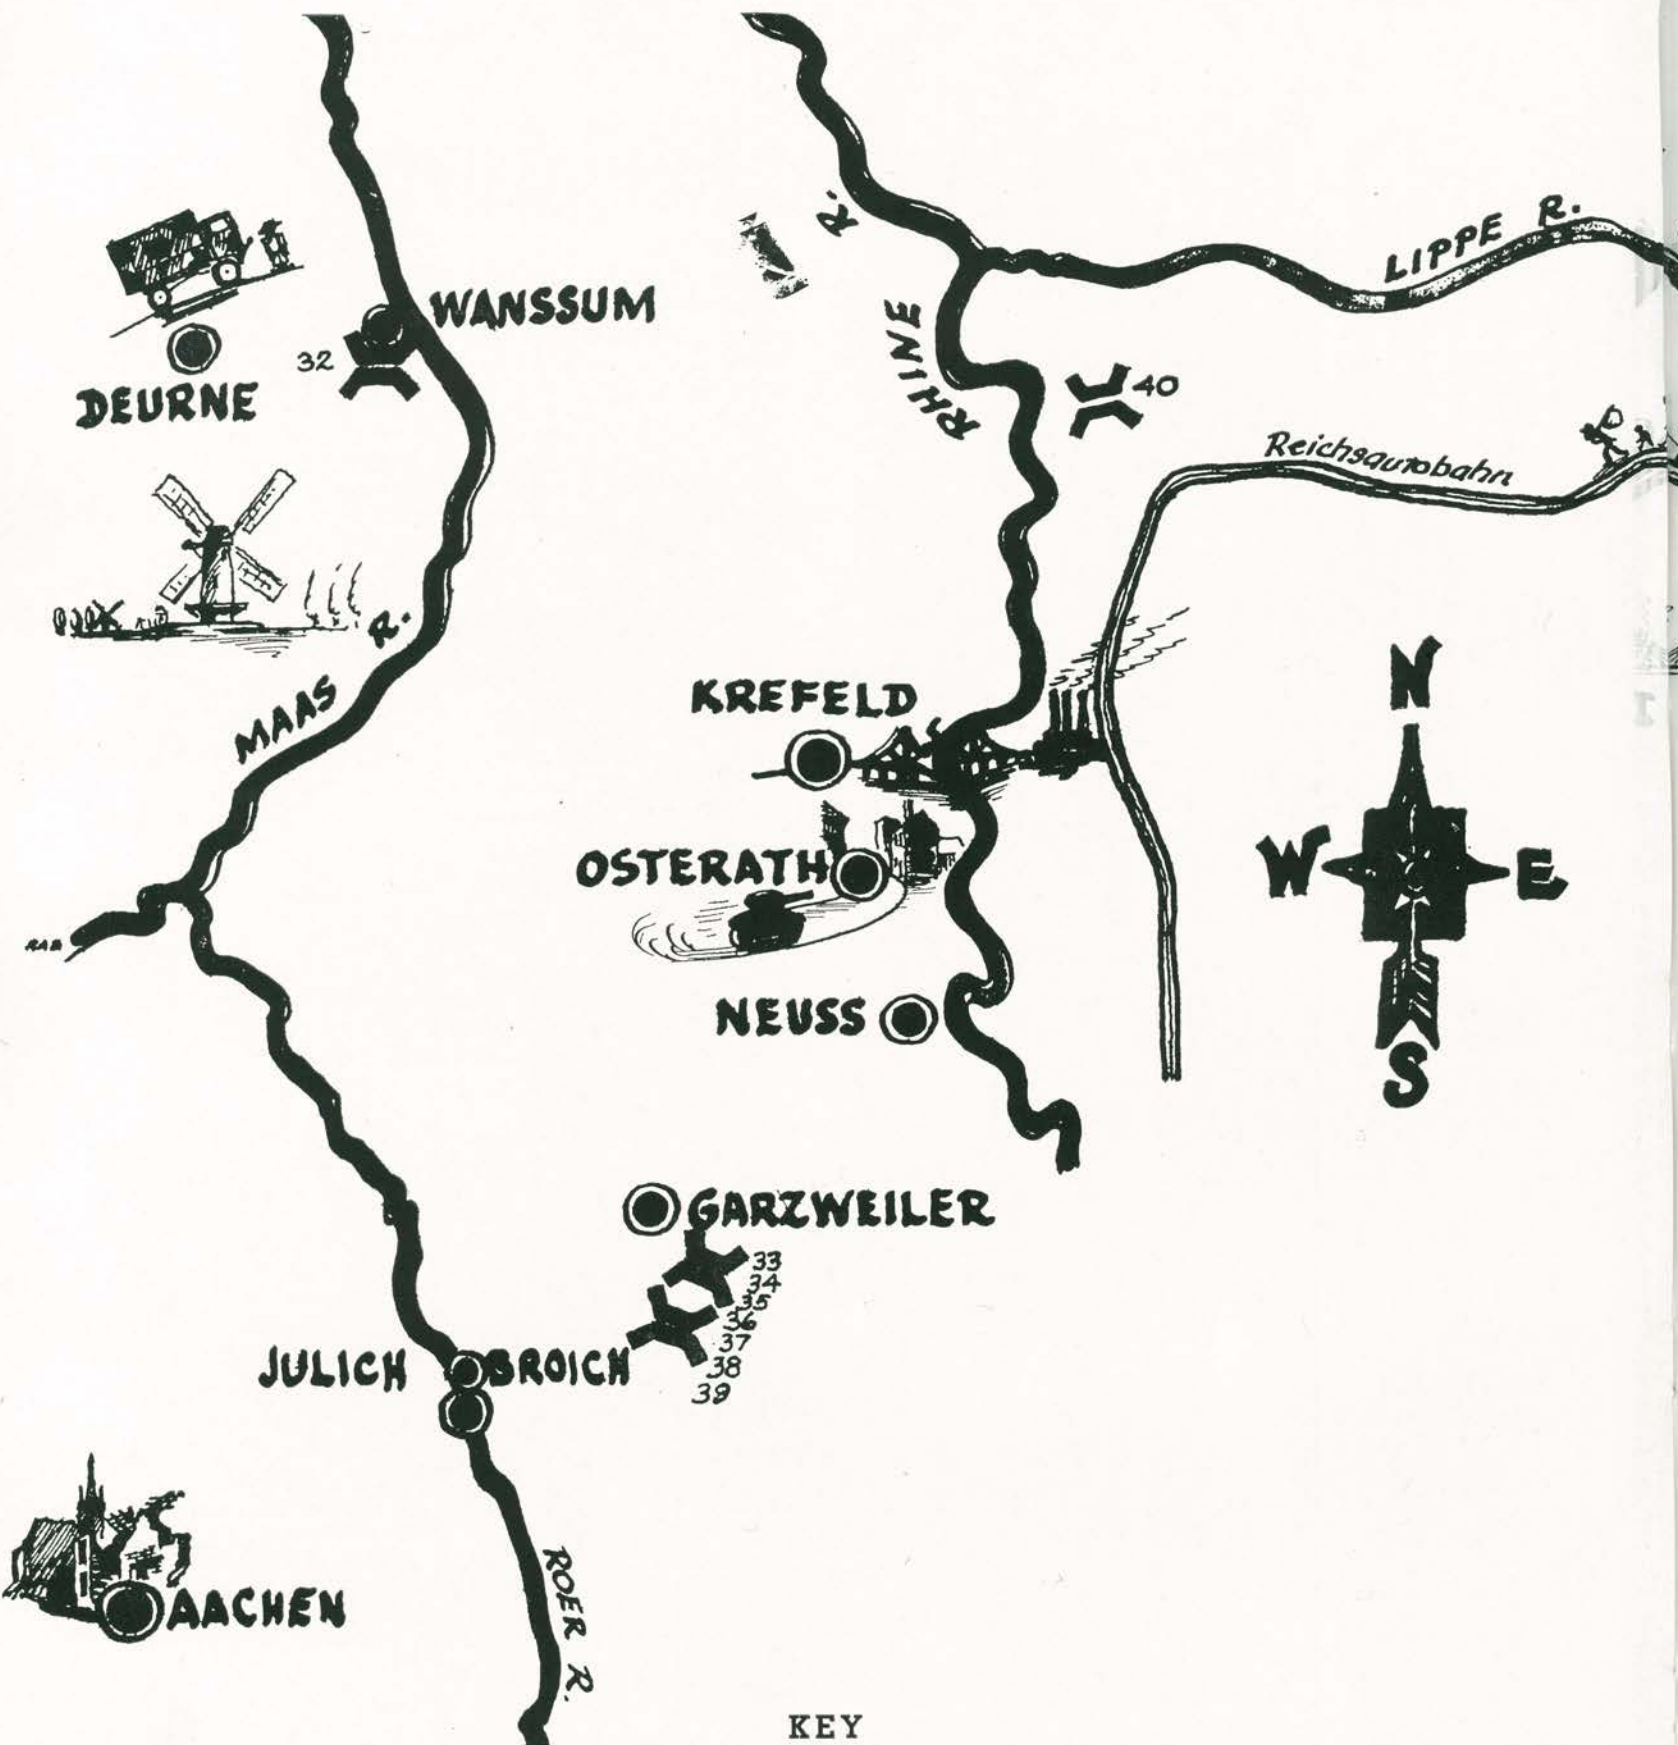 R.
LIPPE R.
WANSSUM
32
DEURNE
RHINE
40
Reichsautobahn
R.
MAAS
KREFELD
N
W
E
S
OSTERATH
NEUSS
GARZWEILER
33
34
35
36
37
38
39
JULICH
BROICH
AACHEN
ROER R.
KEY